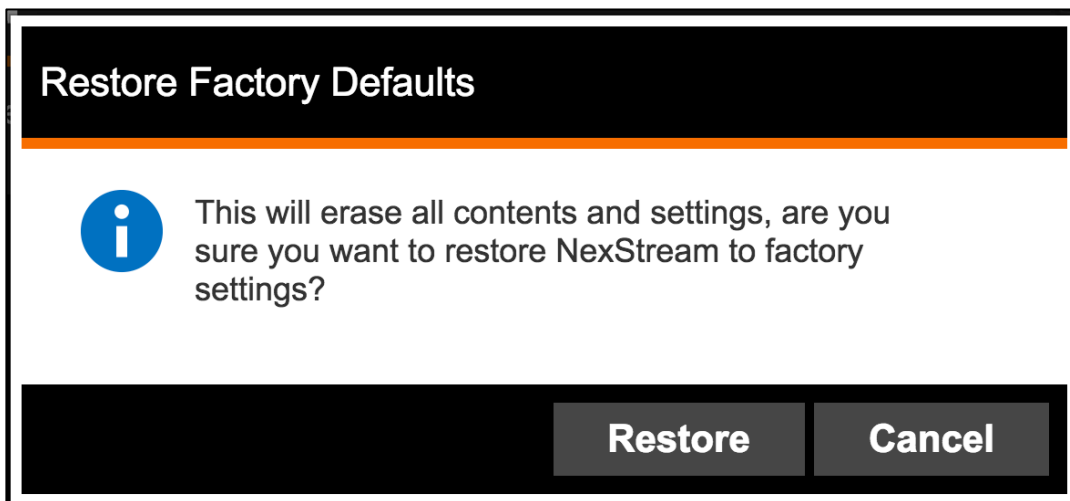 Restore Factory Defaults
This will erase all contents and settings, are you
sure you want to restore NexStream to factory
settings?
Restore
Cancel